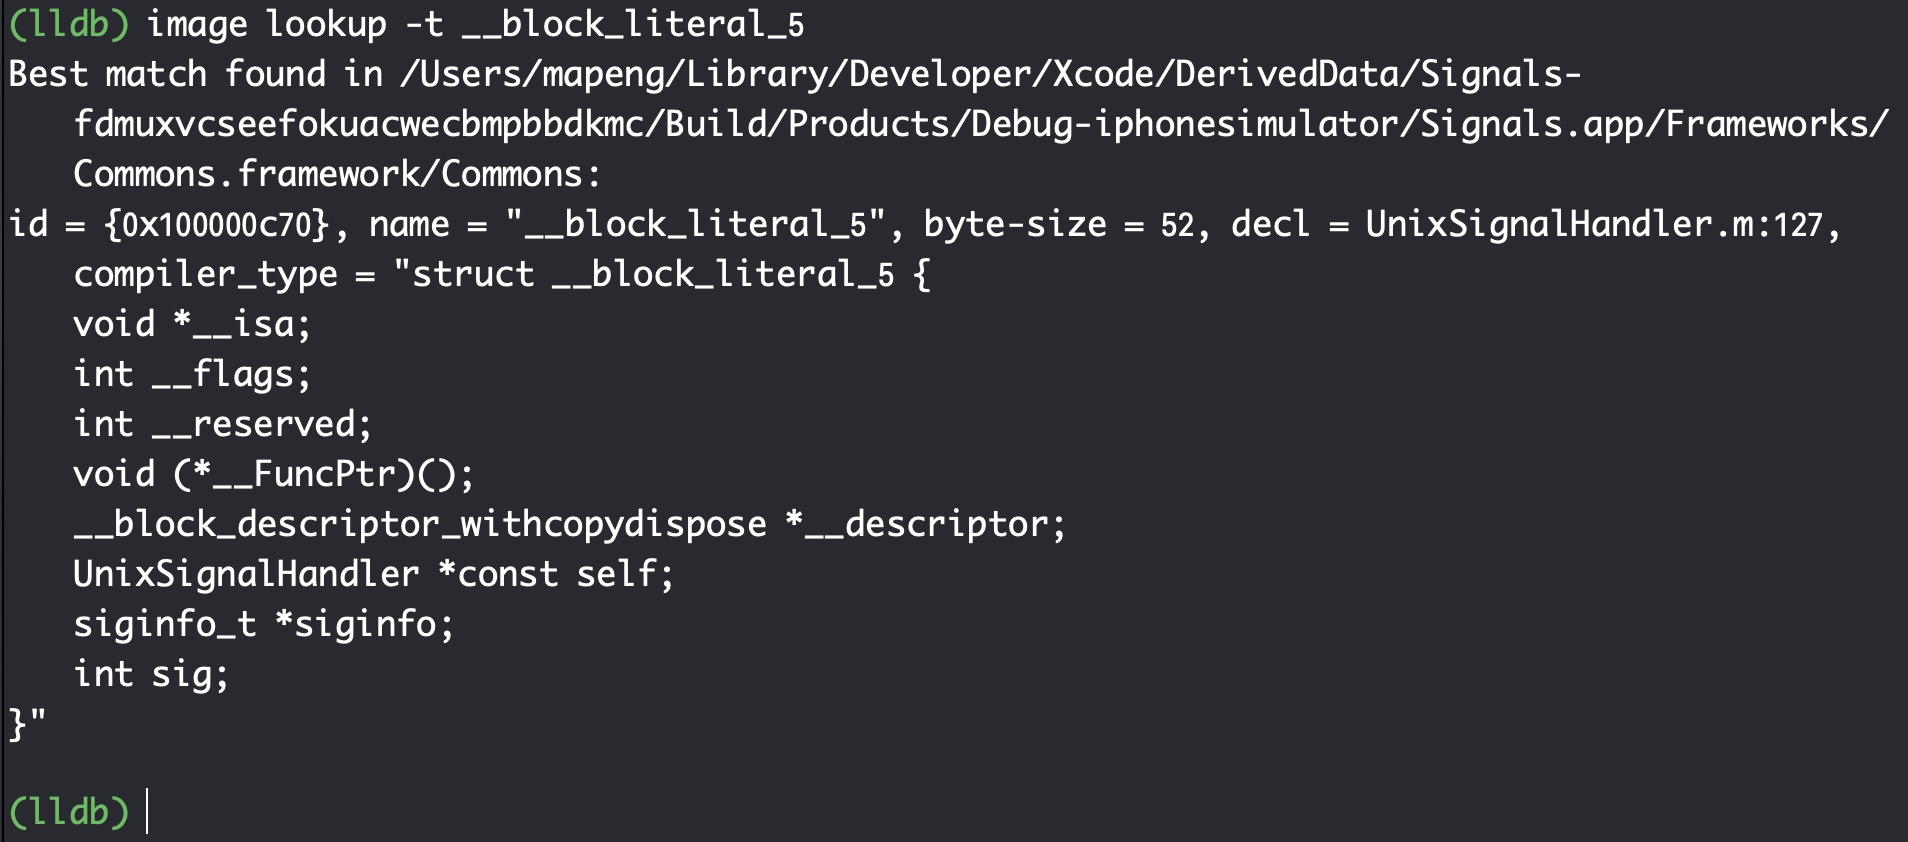 (lldb) image lookup -t __block_literal_5
Best match found in /Users/mapeng/Library/Developer/Xcode/DerivedData/Signals-
fdmuxvcseefokuacwecbmpbbdkmc/Build/Products/Debug-iphonesimulator/Signals.app/Frameworks/
Commons.framework/Commons:
id = {0x100000c70}, name = "__block_literal_5", byte-size = 52, decl = UnixSignalHandler.m:127,
compiler_type = "struct __block_literal_5 {
void *__isa;
int __flags;
int __reserved;
void (*__FuncPtr)();
__block_descriptor_withcopydispose *__descriptor;
UnixSignalHandler *const self;
siginfo_t *siginfo;
int sig;
}"
(lldb)